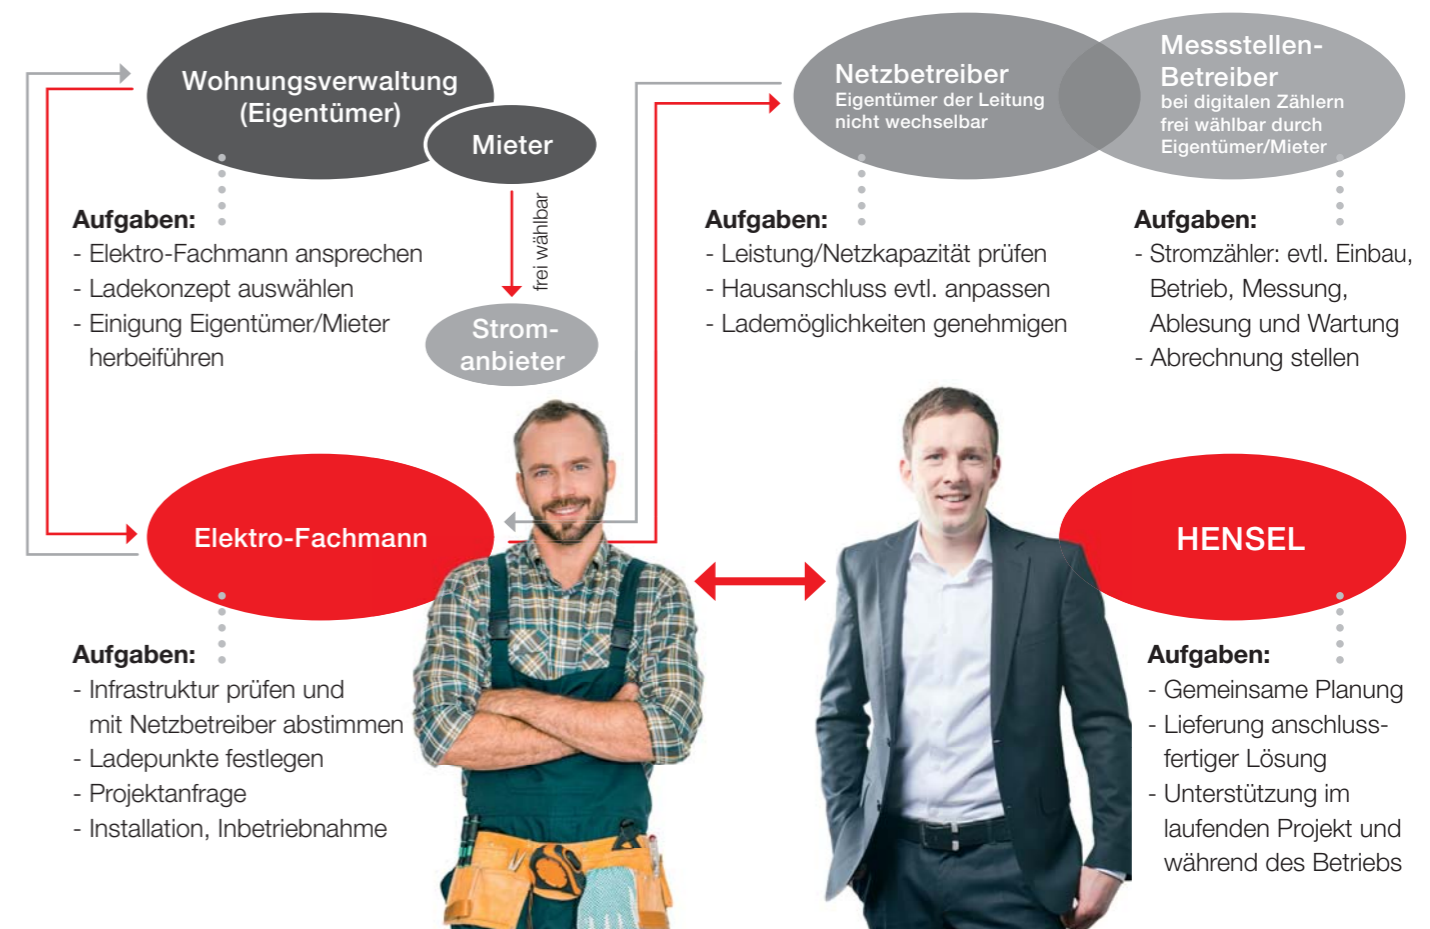 Wohnungsverwaltung
(Eigentümer)
Mieter
frei wählbar
Strom-
anbieter
Aufgaben:
- Elektro-Fachmann ansprechen
- Ladekonzept auswählen
- Einigung Eigentümer/Mieter
herbeiführen
Netzbetreiber
Eigentümer der Leitung
nicht wechselbar
Aufgaben:
- Leistung/Netzkapazität prüfen
- Hausanschluss evtl. anpassen
- Lademöglichkeiten genehmigen
Messstellen-
Betreiber
bei digitalen Zählern
frei wählbar durch
Eigentümer/Mieter
Aufgaben:
- Stromzähler: evtl. Einbau,
Betrieb, Messung,
Ablesung und Wartung
- Abrechnung stellen
Elektro-Fachmann
Aufgaben:
- Infrastruktur prüfen und
mit Netzbetreiber abstimmen
- Ladepunkte festlegen
- Projektanfrage
- Installation, Inbetriebnahme
HENSEL
Aufgaben:
- Gemeinsame Planung
- Lieferung anschluss-
fertiger Lösung
- Unterstützung im
laufenden Projekt und
während des Betriebs